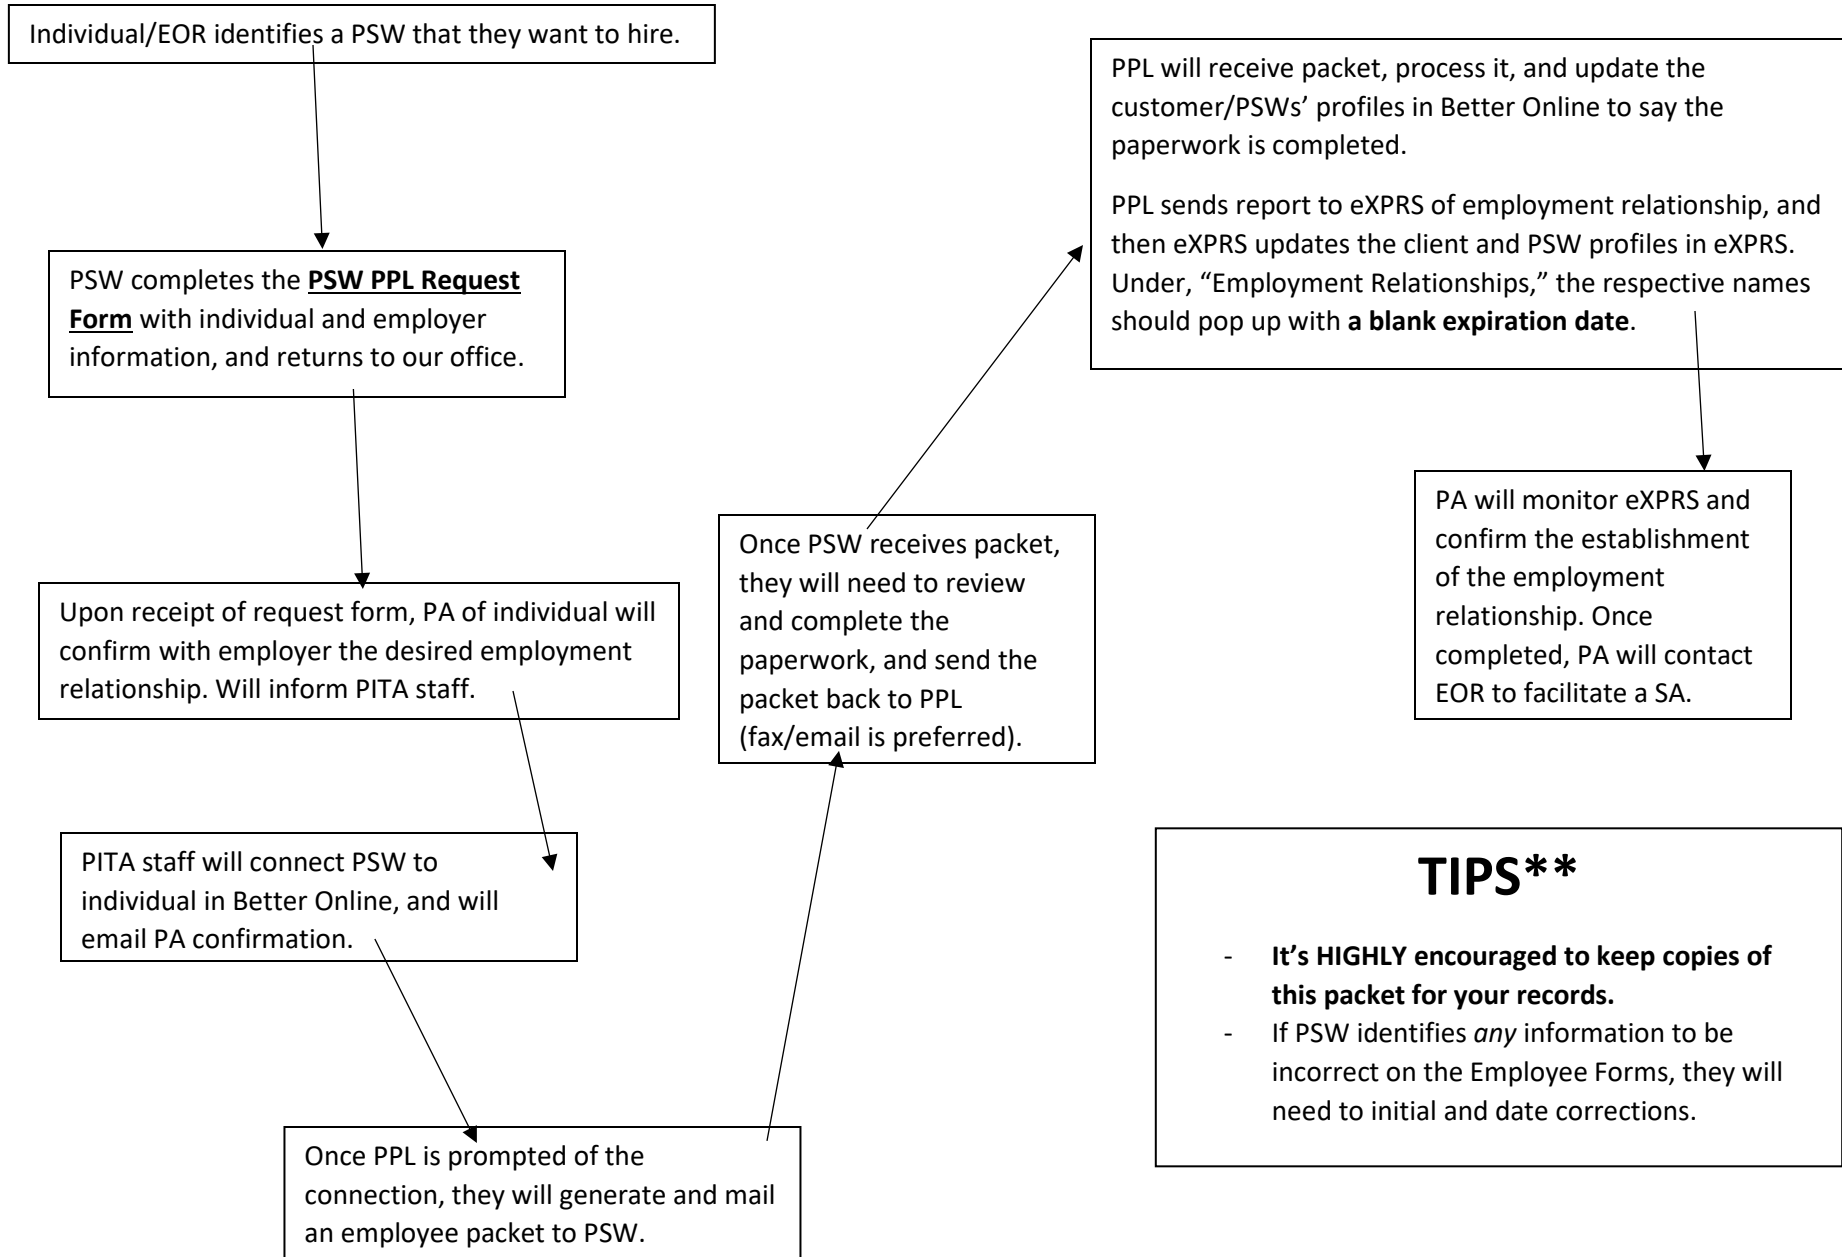 Individual/EOR identifies a PSW that they want to hire.
PSW completes the PSW PPL Request
Form with individual and employer
information, and returns to our office.
Upon receipt of request form, PA of individual will
confirm with employer the desired employment
relationship. Will inform PITA staff.
PITA staff will connect PSW to
individual in Better Online, and will
email PA confirmation.
Once PPL is prompted of the
connection, they will generate and mail
an employee packet to PSW.
Once PSW receives packet,
they will need to review
and complete the
paperwork, and send the
packet back to PPL
(fax/email is preferred).
PPL will receive packet, process it, and update the
customer/PSWs’ profiles in Better Online to say the
paperwork is completed.
PPL sends report to eXPRS of employment relationship, and
then eXPRS updates the client and PSW profiles in eXPRS.
Under, “Employment Relationships,” the respective names
should pop up with a blank expiration date.
PA will monitor eXPRS and
confirm the establishment
of the employment
relationship. Once
completed, PA will contact
EOR to facilitate a SA.
TIPS**
- It’s HIGHLY encouraged to keep copies of
this packet for your records.
- If PSW identifies any information to be
incorrect on the Employee Forms, they will
need to initial and date corrections.